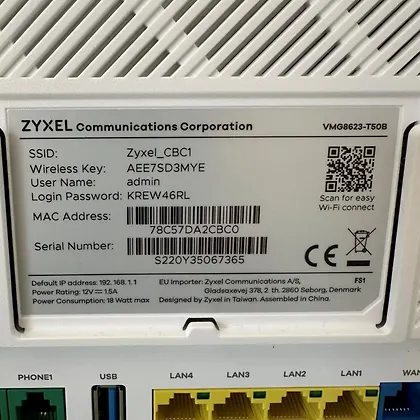 ZYXEL Communications Corporation VMG8623-T50B
SSID: Zyxel_CBC1
Wireless Key: AEE7SD3MYE
User Name: admin
Login Password: KREW46RL
Scan for easy
Wi-Fi connect
MAC Address:
78C57DA2CBC0
Serial Number:
S220Y35067365
CE
Default IP address: 192.168.1.1 EU Importer: Zyxel Communications A/S, FS1
Power Rating: 12V ⎓ 1.5A Gladsaxevej 378, 2. th. 2860 Søborg, Denmark
Power Consumption: 18 Watt max Designed by Zyxel in Taiwan. Assembled in China.
PHONE1 USB LAN4 LAN3 LAN2 LAN1 WAN